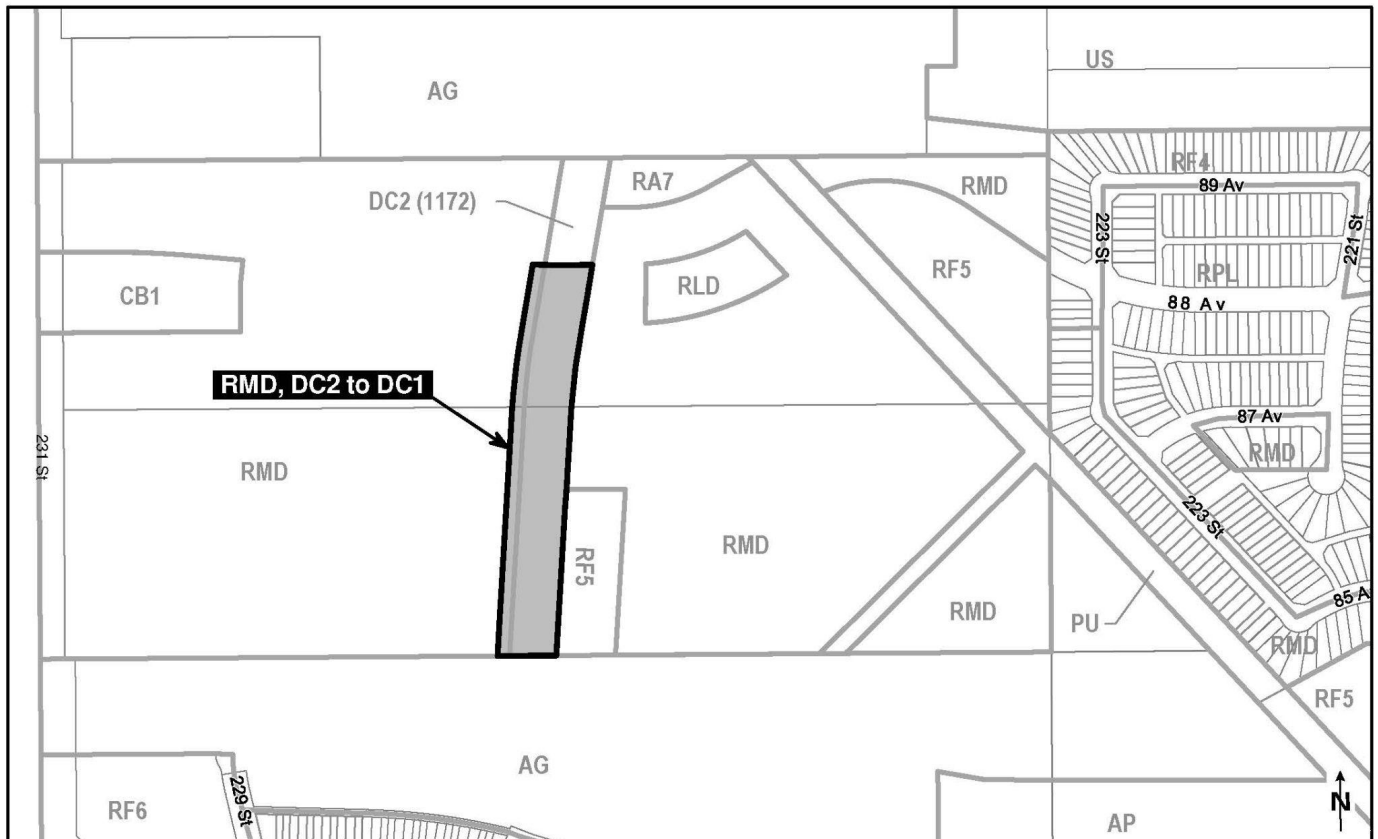 US
AG
RF4
89 Av
RA7
RMD
DC2 (1172)
223 St
221 St
RF5
RPL
CB1
RLD
88 Av
RMD, DC2 to DC1
87 Av
RMD
231 St
RMD
223 St
RMD
RF5
RMD
PU
85 A
RMD
RF5
AG
229 St
RF6
N
AP